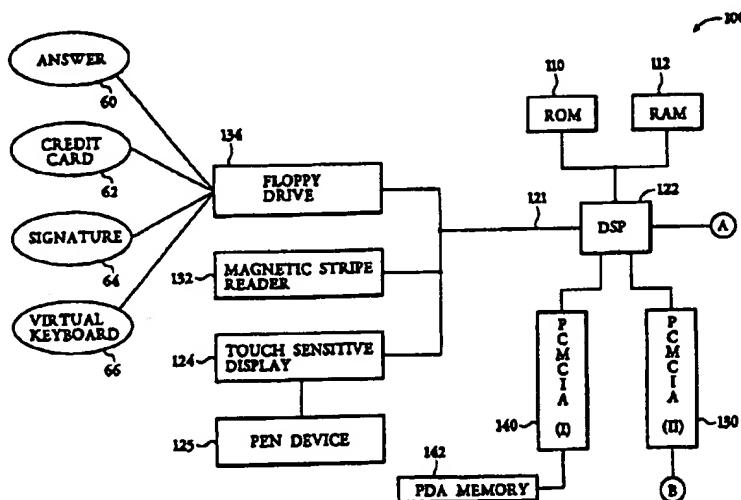 100
ANSWER
60
CREDIT
CARD
62
SIGNATURE
64
VIRTUAL
KEYBOARD
66
134
FLOPPY
DRIVE
132
MAGNETIC STRIPE
READER
124
TOUCH SENSITIVE
DISPLAY
125
PEN DEVICE
110
ROM
112
RAM
121
122
DSP
A
PCMCIA
(I)
140
PCMCIA
(II)
130
142
PDA MEMORY
B